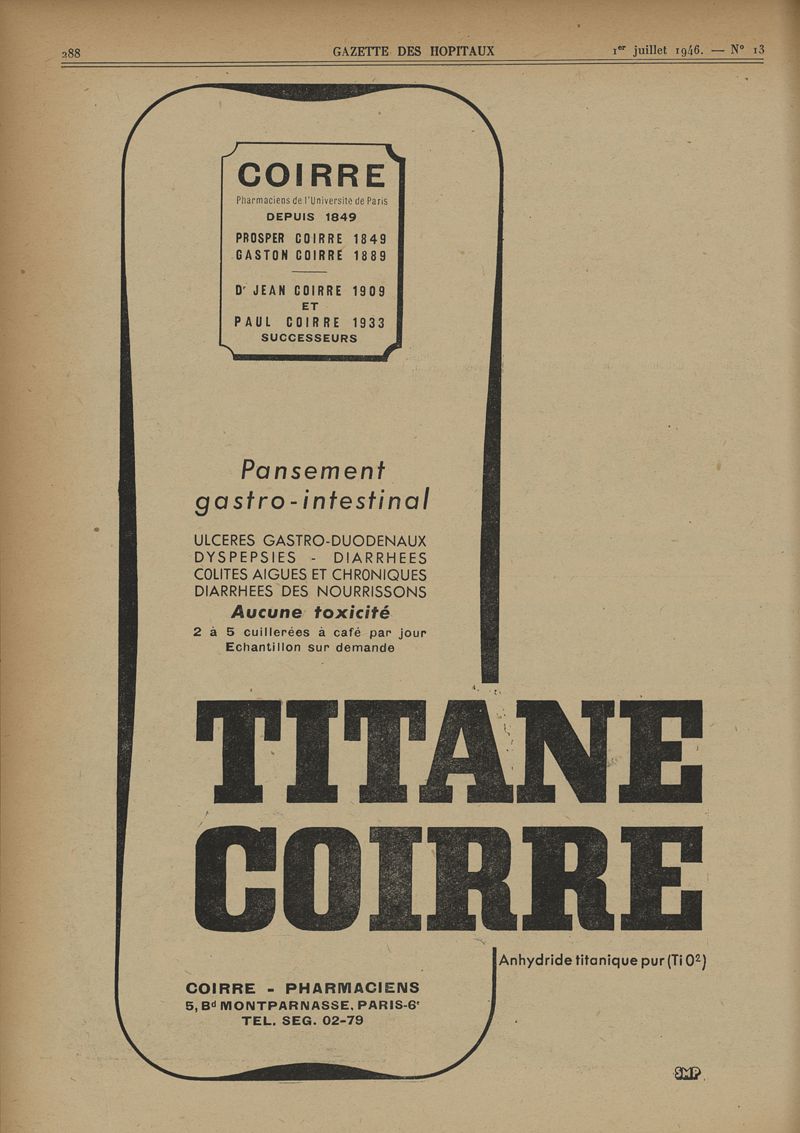 288
GAZETTE DES HOPITAUX
1er juillet 1946. — N° 13
COIRRE
Pharmaciens de l'Université de Paris
DEPUIS 1849
PROSPER COIRRE 1849
GASTON COIRRE 1889
Dr JEAN COIRRE 1909
ET
PAUL COIRRE 1933
SUCCESSEURS
Pansement
gastro-intestinal
ULCERES GASTRO-DUODENAUX
DYSPEPSIES - DIARRHEES
COLITES AIGUES ET CHRONIQUES
DIARRHEES DES NOURRISSONS
Aucune toxicité
2 à 5 cuillerées à café par jour
Echantillon sur demande
TITANE
COIRRE
Anhydride titanique pur (Ti O²)
COIRRE - PHARMACIENS
5, Bd MONTPARNASSE, PARIS-6e
TEL. SEG. 02-79
SMP